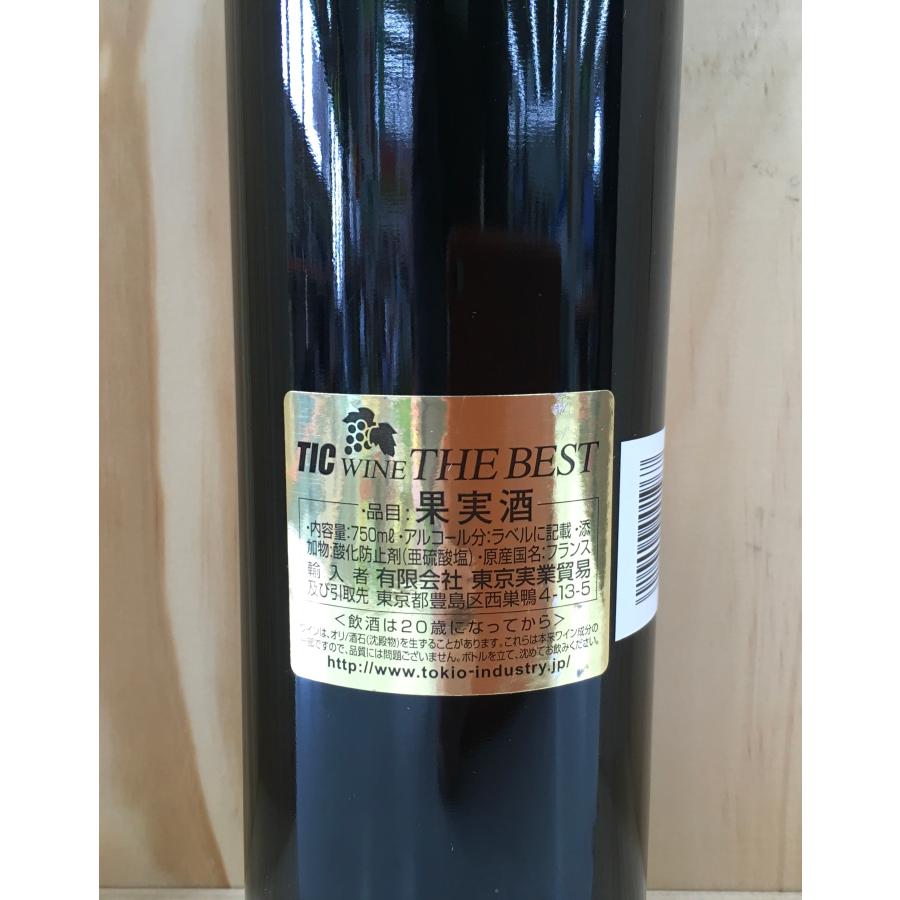 TIC WINE THE BEST
・品目:果実酒
・内容量:750mℓ・アルコール分:ラベルに記載・添
加物:酸化防止剤(亜硫酸塩)・原産国名:フランス
輸入者 有限会社 東京実業貿易
及び引取先 東京都豊島区西巣鴨4-13-5
<飲酒は20歳になってから>
ワインは、オリ/酒石(沈殿物)を生ずることがあります。これらは本来ワイン成分の
一部ですので、品質には問題ございません。ボトルを立て、沈めてお飲みください。
http://www.tokio-industry.jp/